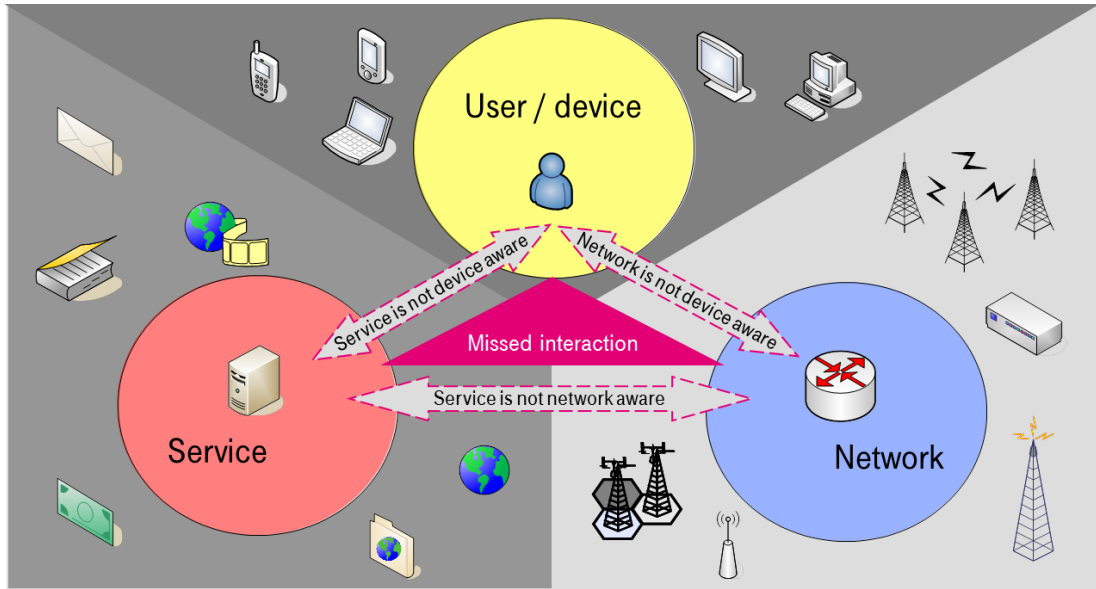 User / device
Service is not device aware
Network is not device aware
Missed interaction
Service is not network aware
Service
Network